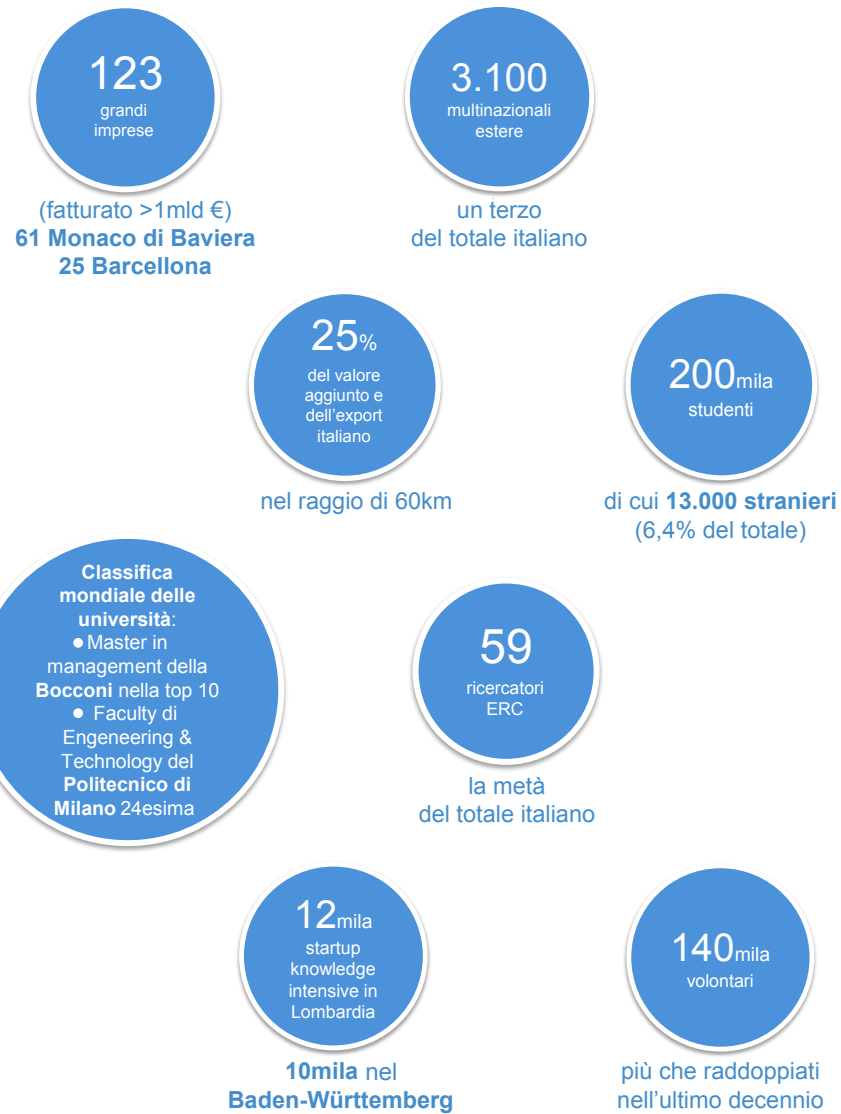 123
grandi
imprese
(fatturato >1mld €)
61 Monaco di Baviera
25 Barcellona
3.100
multinazionali
estere
un terzo
del totale italiano
25%
del valore
aggiunto e
dell'export
italiano
nel raggio di 60km
200mila
studenti
di cui 13.000 stranieri
(6,4% del totale)
Classifica
mondiale delle
università:
● Master in
management della
Bocconi nella top 10
● Faculty di
Engeneering &
Technology del
Politecnico di
Milano 24esima
59
ricercatori
ERC
la metà
del totale italiano
12mila
startup
knowledge
intensive in
Lombardia
10mila nel
Baden-Württemberg
140mila
volontari
più che raddoppiati
nell'ultimo decennio